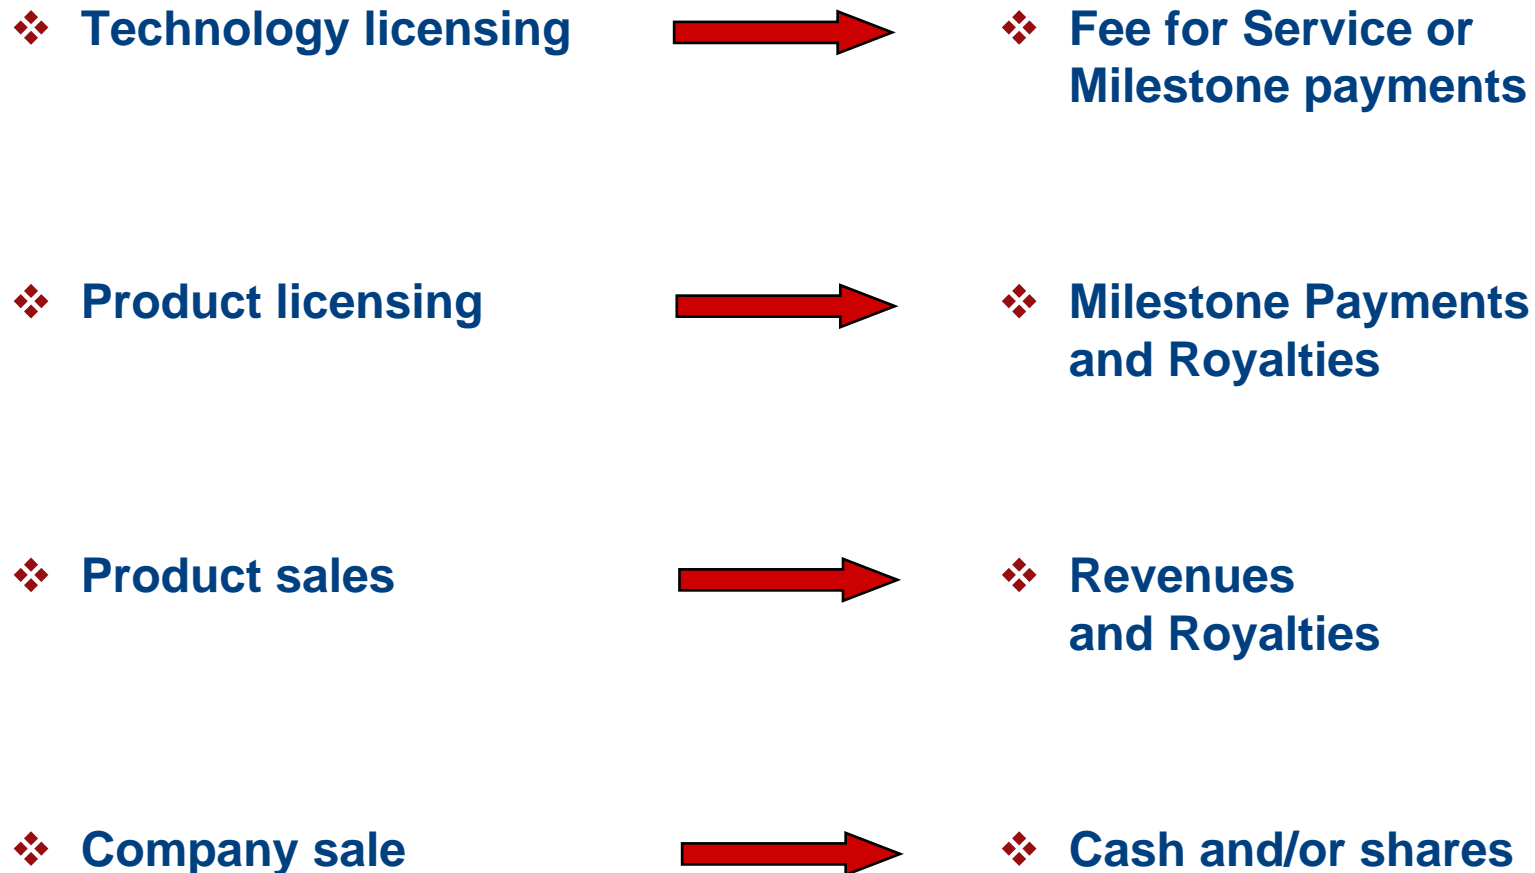 Technology licensing
Fee for Service or
Milestone payments
Product licensing
Milestone Payments
and Royalties
Product sales
Revenues
and Royalties
Company sale
Cash and/or shares